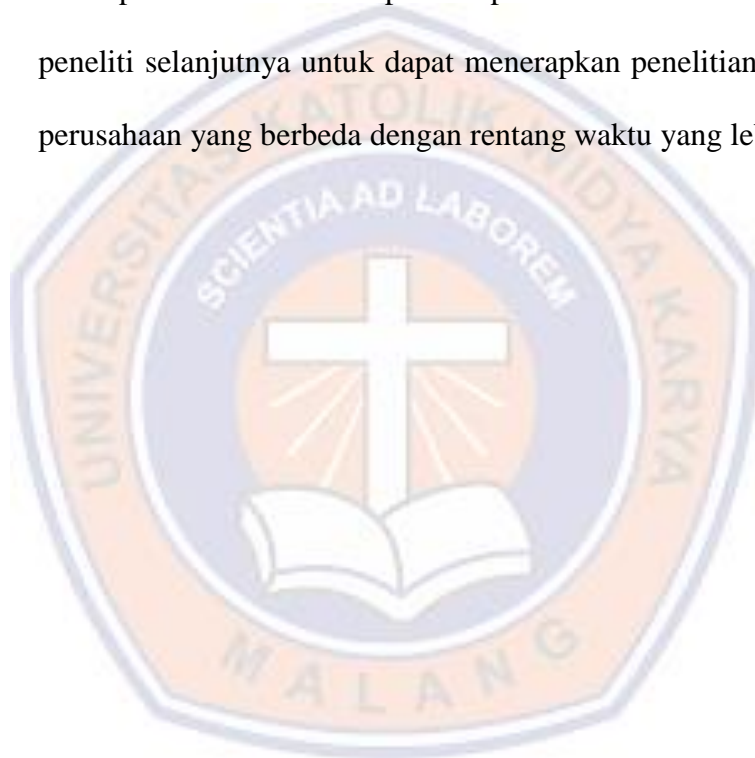 peneliti selanjutnya untuk dapat menerapkan penelitian
perusahaan yang berbeda dengan rentang waktu yang
UNIVERSITAS KATOLIK WIDYA KARYA
SCIENTIA AD LABOREM
MALANG